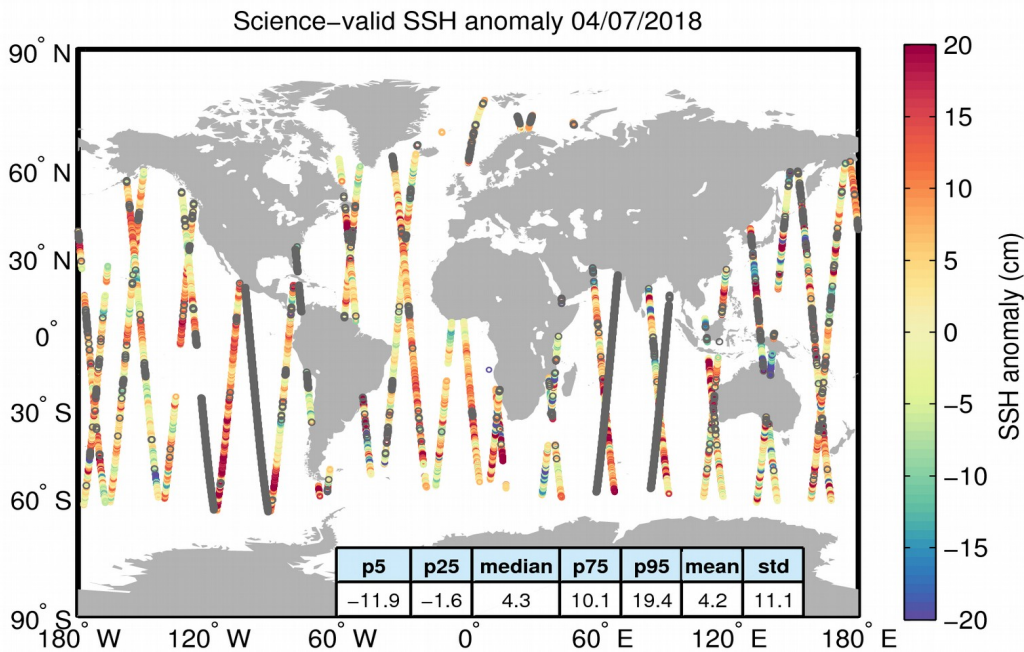 Science−valid SSH anomaly 04/07/2018
90° N
60° N
30° N
0°
30° S
60° S
90° S
180° W
120° W
60° W
0°
60° E
120° E
180° E
p5 p25 median p75 p95 mean std
−11.9 −1.6 4.3 10.1 19.4 4.2 11.1
20
15
10
5
0
−5
−10
−15
−20
SSH anomaly (cm)